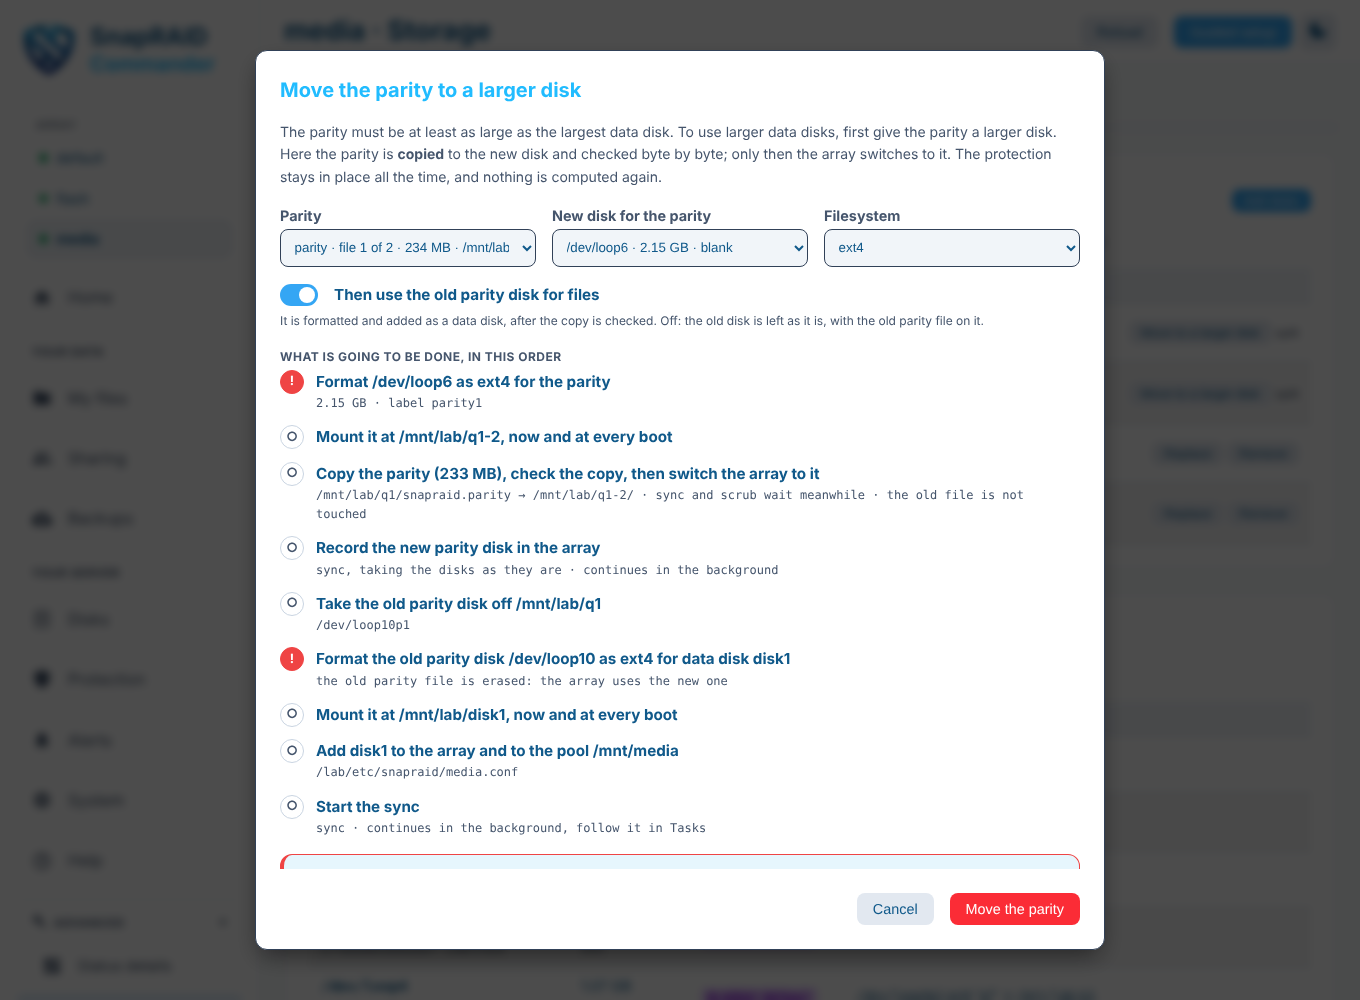 SnapRAID
Commander
media · Storage
default
media
Home
My files
Sharing
Disks
Protection
Alerts
System
Help
Move the parity to a larger disk
The parity must be at least as large as the largest data disk. To use larger data disks, first give the parity a larger disk.
Here the parity is copied to the new disk and checked byte by byte; only then the array switches to it. The protection
stays in place all the time, and nothing is computed again.
Parity
New disk for the parity
Filesystem
parity · file 1 of 2 · 234 MB · /mnt/lab
/dev/loop6 · 2.15 GB · blank
ext4
Then use the old parity disk for files
It is formatted and added as a data disk, after the copy is checked. Off: the old disk is left as it is, with the old parity file on it.
WHAT IS GOING TO BE DONE, IN THIS ORDER
! Format /dev/loop6 as ext4 for the parity
2.15 GB · label parity1
Mount it at /mnt/lab/q1-2, now and at every boot
Copy the parity (233 MB), check the copy, then switch the array to it
/mnt/lab/q1/snapraid.parity → /mnt/lab/q1-2/ · sync and scrub wait meanwhile · the old file is not
touched
Record the new parity disk in the array
sync, taking the disks as they are · continues in the background
Take the old parity disk off /mnt/lab/q1
/dev/loop10p1
! Format the old parity disk /dev/loop10 as ext4 for data disk disk1
the old parity file is erased: the array uses the new one
Mount it at /mnt/lab/disk1, now and at every boot
Add disk1 to the array and to the pool /mnt/media
/lab/etc/snapraid/media.conf
Start the sync
sync · continues in the background, follow it in Tasks
Cancel
Move the parity